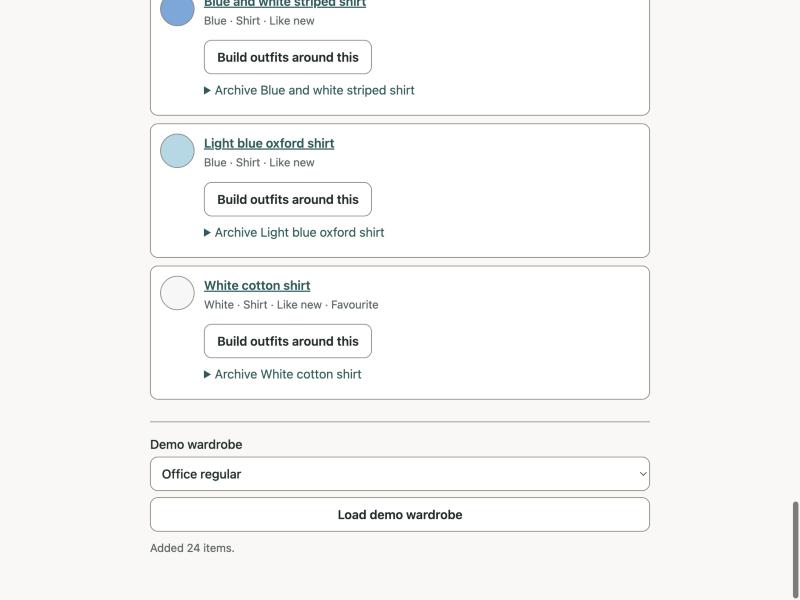 Blue and white striped shirt
Blue · Shirt · Like new
Build outfits around this
▶ Archive Blue and white striped shirt
Light blue oxford shirt
Blue · Shirt · Like new
Build outfits around this
▶ Archive Light blue oxford shirt
White cotton shirt
White · Shirt · Like new · Favourite
Build outfits around this
▶ Archive White cotton shirt
Demo wardrobe
Office regular
Load demo wardrobe
Added 24 items.